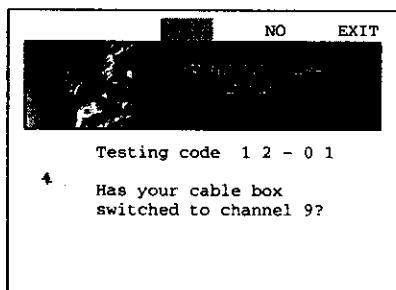 NO EXIT
Testing code 1 2 - 0 1
Has your cable box
switched to channel 9?